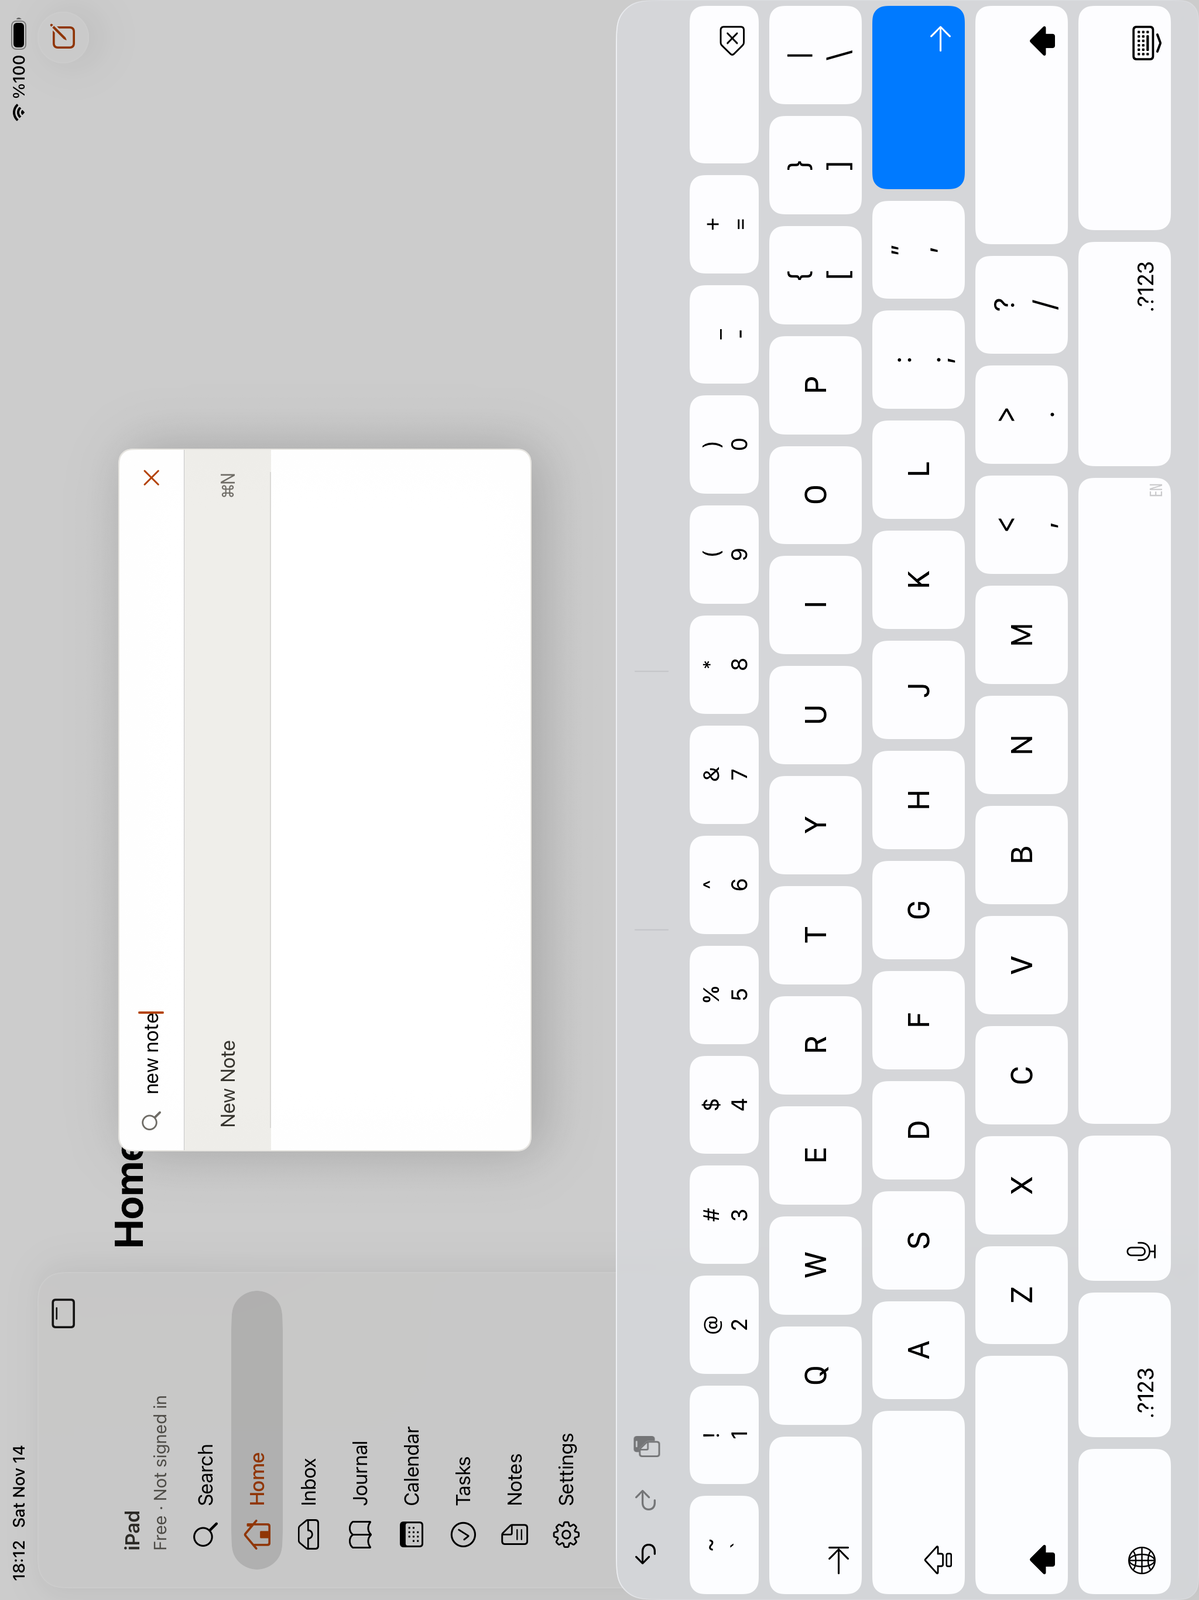 18:12 Sat Nov 14
%100
iPad
Free · Not signed in
Search
Home
Inbox
Journal
Calendar
Tasks
Notes
Settings
Home
new note
New Note ⌘N
~ ! @ # $ % ^ & * ( ) _ +
` 1 2 3 4 5 6 7 8 9 0 - =
Q W E R T Y U I O P { } |
[ ] \
A S D F G H J K L : "
; '
Z X C V B N M < > ?
, . /
.?123 EN .?123